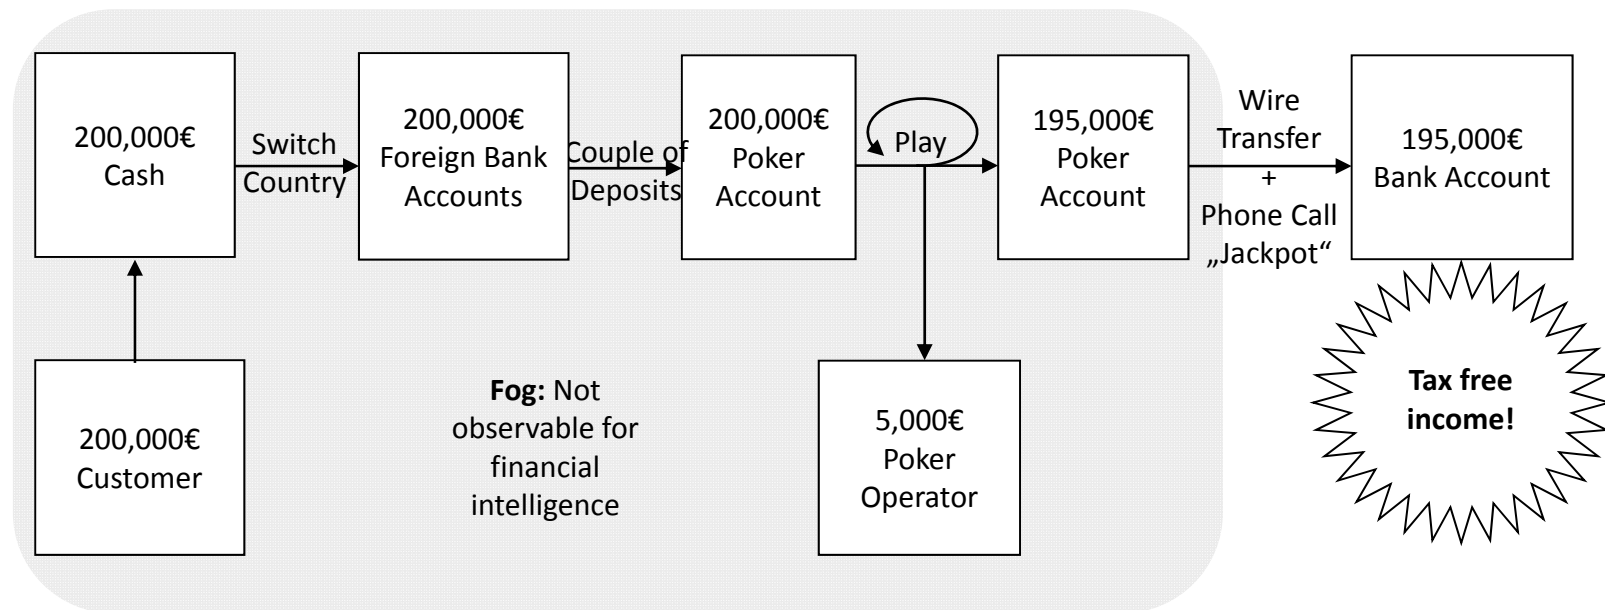 200,000€
Cash
Switch
Country
200,000€
Foreign Bank
Accounts
Couple of
Deposits
200,000€
Poker
Account
Play
195,000€
Poker
Account
Wire
Transfer
+
Phone Call
„Jackpot“
195,000€
Bank Account
200,000€
Customer
Fog: Not
observable for
financial
intelligence
5,000€
Poker
Operator
Tax free
income!